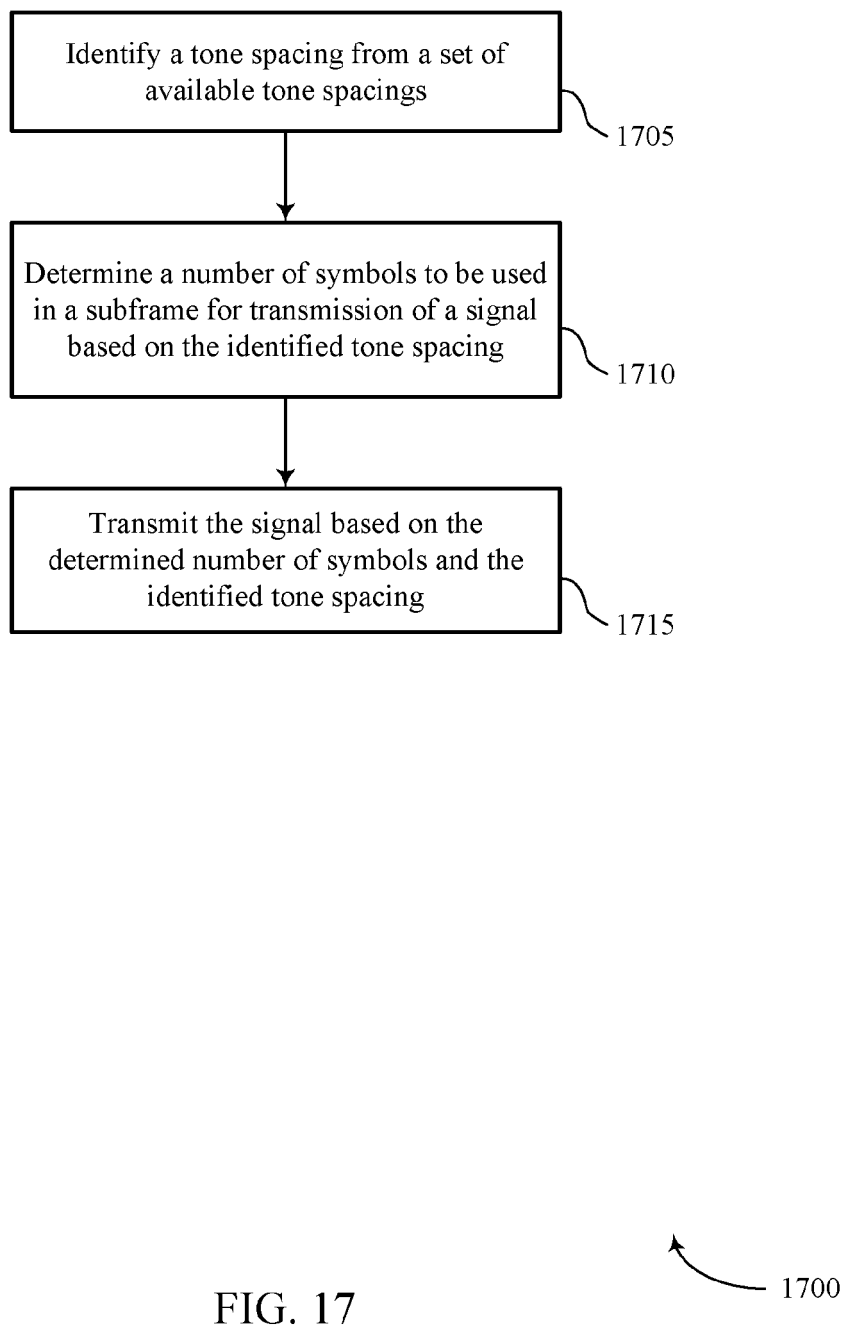 Identify a tone spacing from a set of
available tone spacings
1705
Determine a number of symbols to be used
in a subframe for transmission of a signal
based on the identified tone spacing
1710
Transmit the signal based on the
determined number of symbols and the
identified tone spacing
1715
1700
FIG. 17